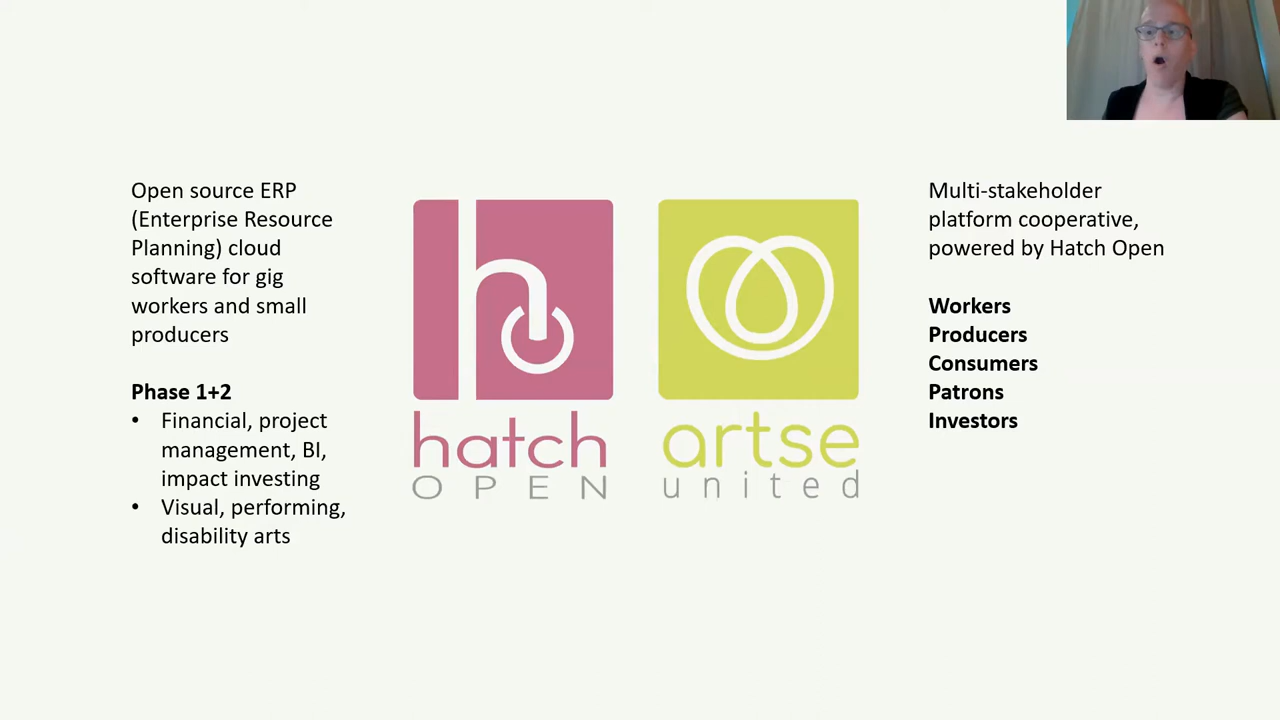 Open source ERP
(Enterprise Resource
Planning) cloud
software for gig
workers and small
producers
Phase 1+2
• Financial, project
management, BI,
impact investing
• Visual, performing,
disability arts
hatch
OPEN
artse
united
Multi-stakeholder
platform cooperative,
powered by Hatch Open
Workers
Producers
Consumers
Patrons
Investors